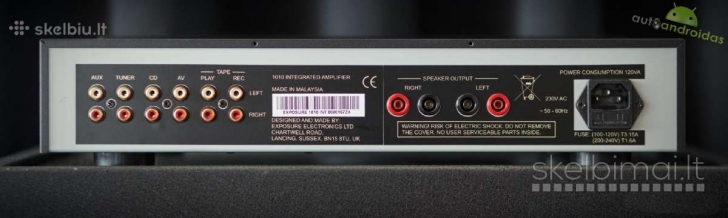 skelbiu.lt
autoandroidas
TAPE
AUX TUNER CD AV PLAY REC
1010 INTEGRATED AMPLIFIER
MADE IN MALAYSIA
CE
LEFT
RIGHT
DESIGNED AND MADE BY
EXPOSURE ELECTRONICS LTD
CHARTWELL ROAD,
LANCING, SUSSEX, BN15 8TU, UK
SPEAKER OUTPUT
RIGHT LEFT
230V AC
~ 50 - 60Hz
WARNING! RISK OF ELECTRIC SHOCK. DO NOT REMOVE
THE COVER. NO USER SERVICEABLE PARTS INSIDE.
POWER CONSUMPTION 120VA
FUSE: (100-120V) T3.15A
(200-240V) T1.6A
skelbimai.lt